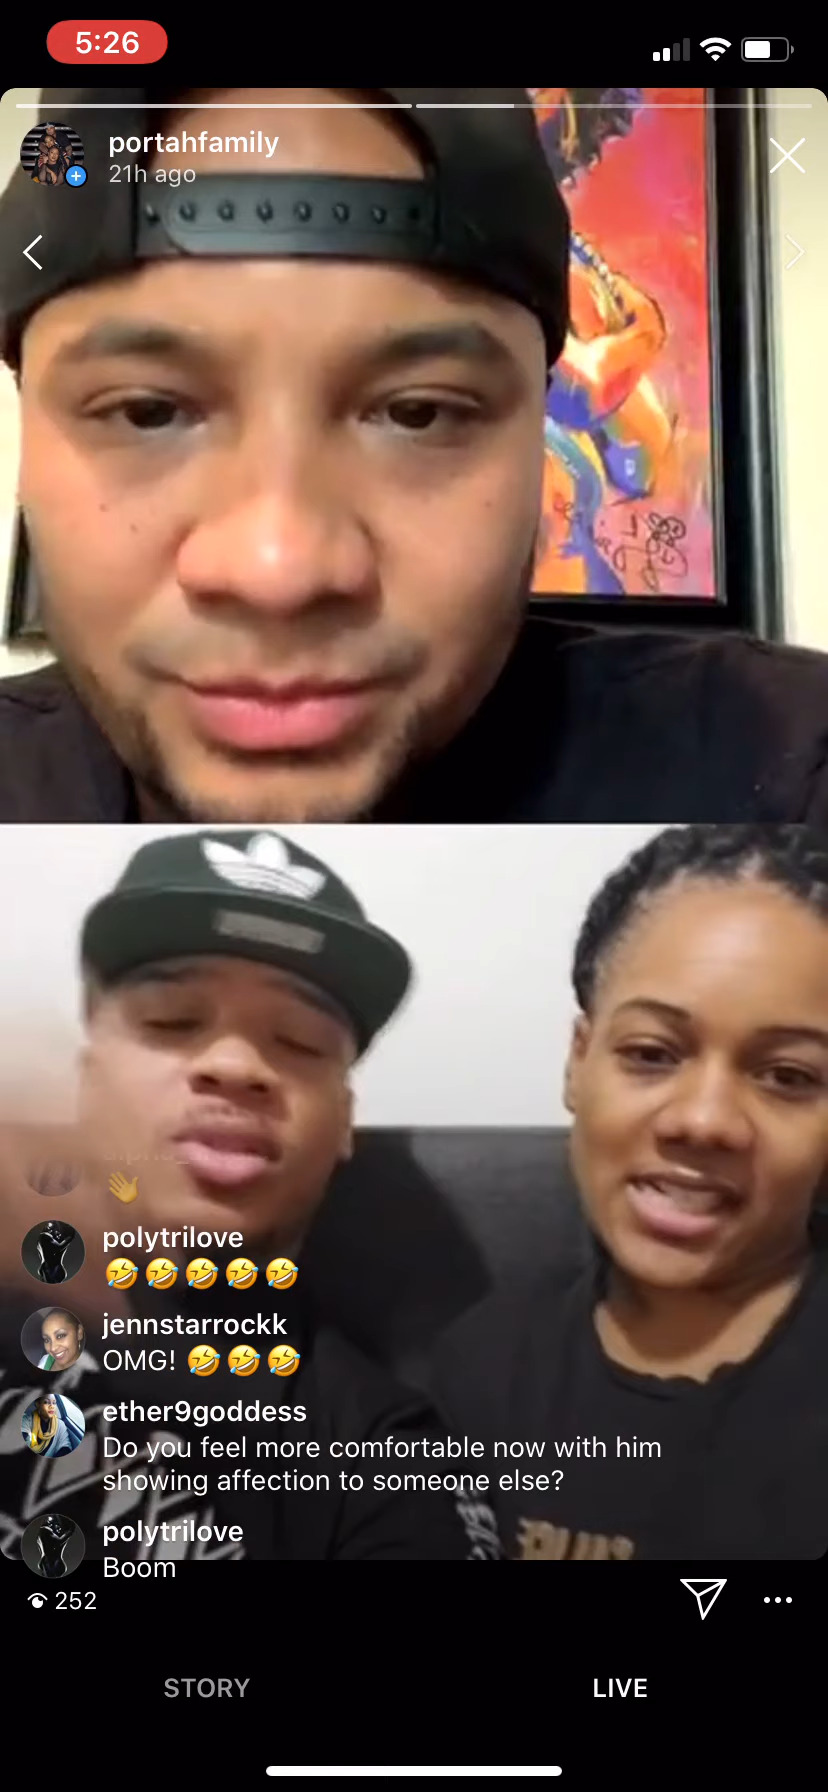 5:26
portahfamily
21h ago
👋
polytrilove
🤣🤣🤣🤣🤣
jennstarrockk
OMG! 🤣🤣🤣
ether9goddess
Do you feel more comfortable now with him
showing affection to someone else?
polytrilove
Boom
252
STORY
LIVE